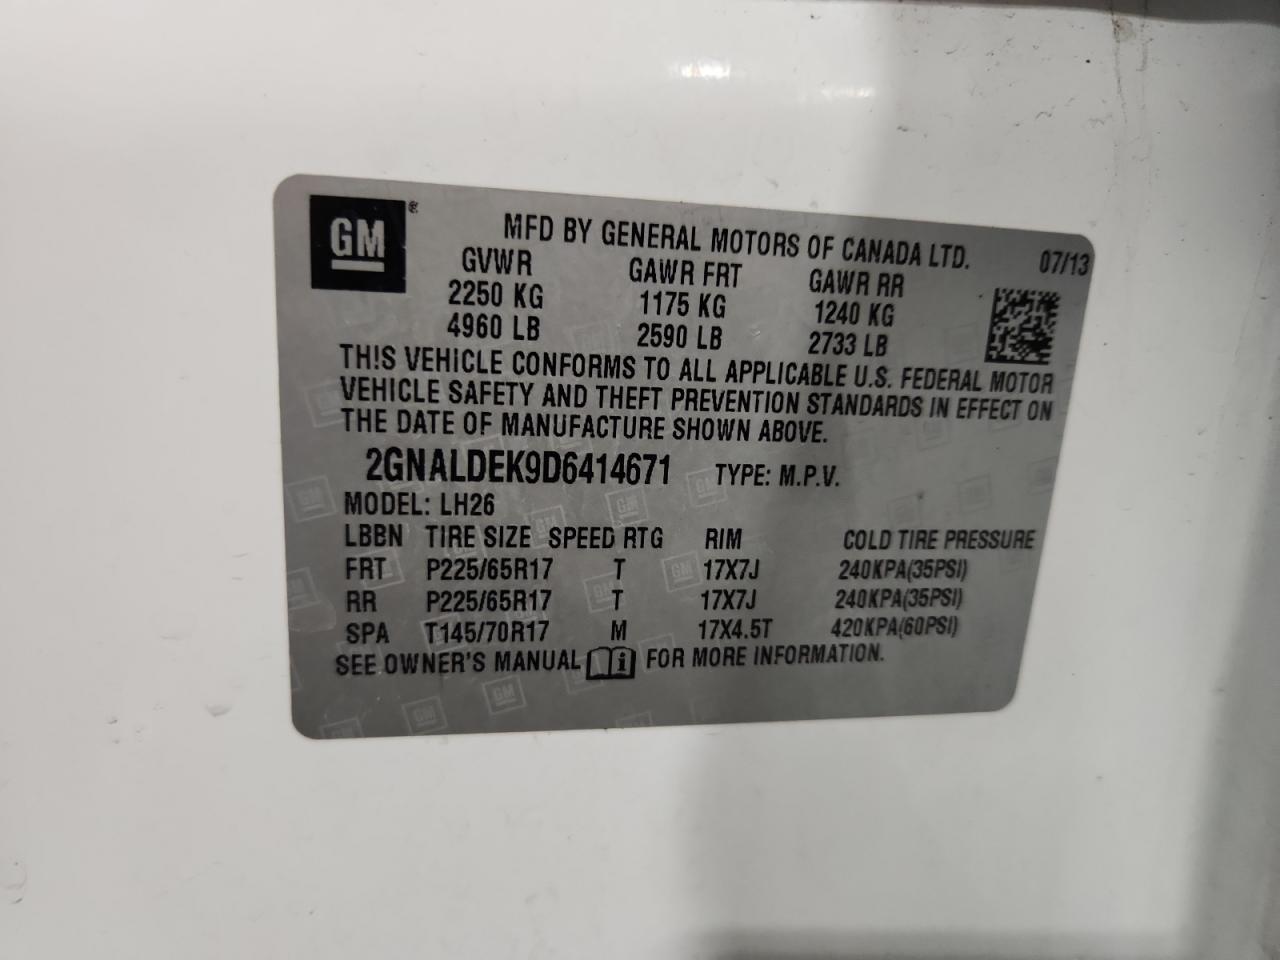 GM®
MFD BY GENERAL MOTORS OF CANADA LTD. 07/13
GVWR GAWR FRT GAWR RR
2250 KG 1175 KG 1240 KG
4960 LB 2590 LB 2733 LB
TH!S VEHICLE CONFORMS TO ALL APPLICABLE U.S. FEDERAL MOTOR
VEHICLE SAFETY AND THEFT PREVENTION STANDARDS IN EFFECT ON
THE DATE OF MANUFACTURE SHOWN ABOVE.
2GNALDEK9D6414671 TYPE: M.P.V.
MODEL: LH26
LBBN TIRE SIZE SPEED RTG RIM COLD TIRE PRESSURE
FRT P225/65R17 T 17X7J 240KPA(35PSI)
RR P225/65R17 T 17X7J 240KPA(35PSI)
SPA T145/70R17 M 17X4.5T 420KPA(60PSI)
SEE OWNER'S MANUAL i FOR MORE INFORMATION.